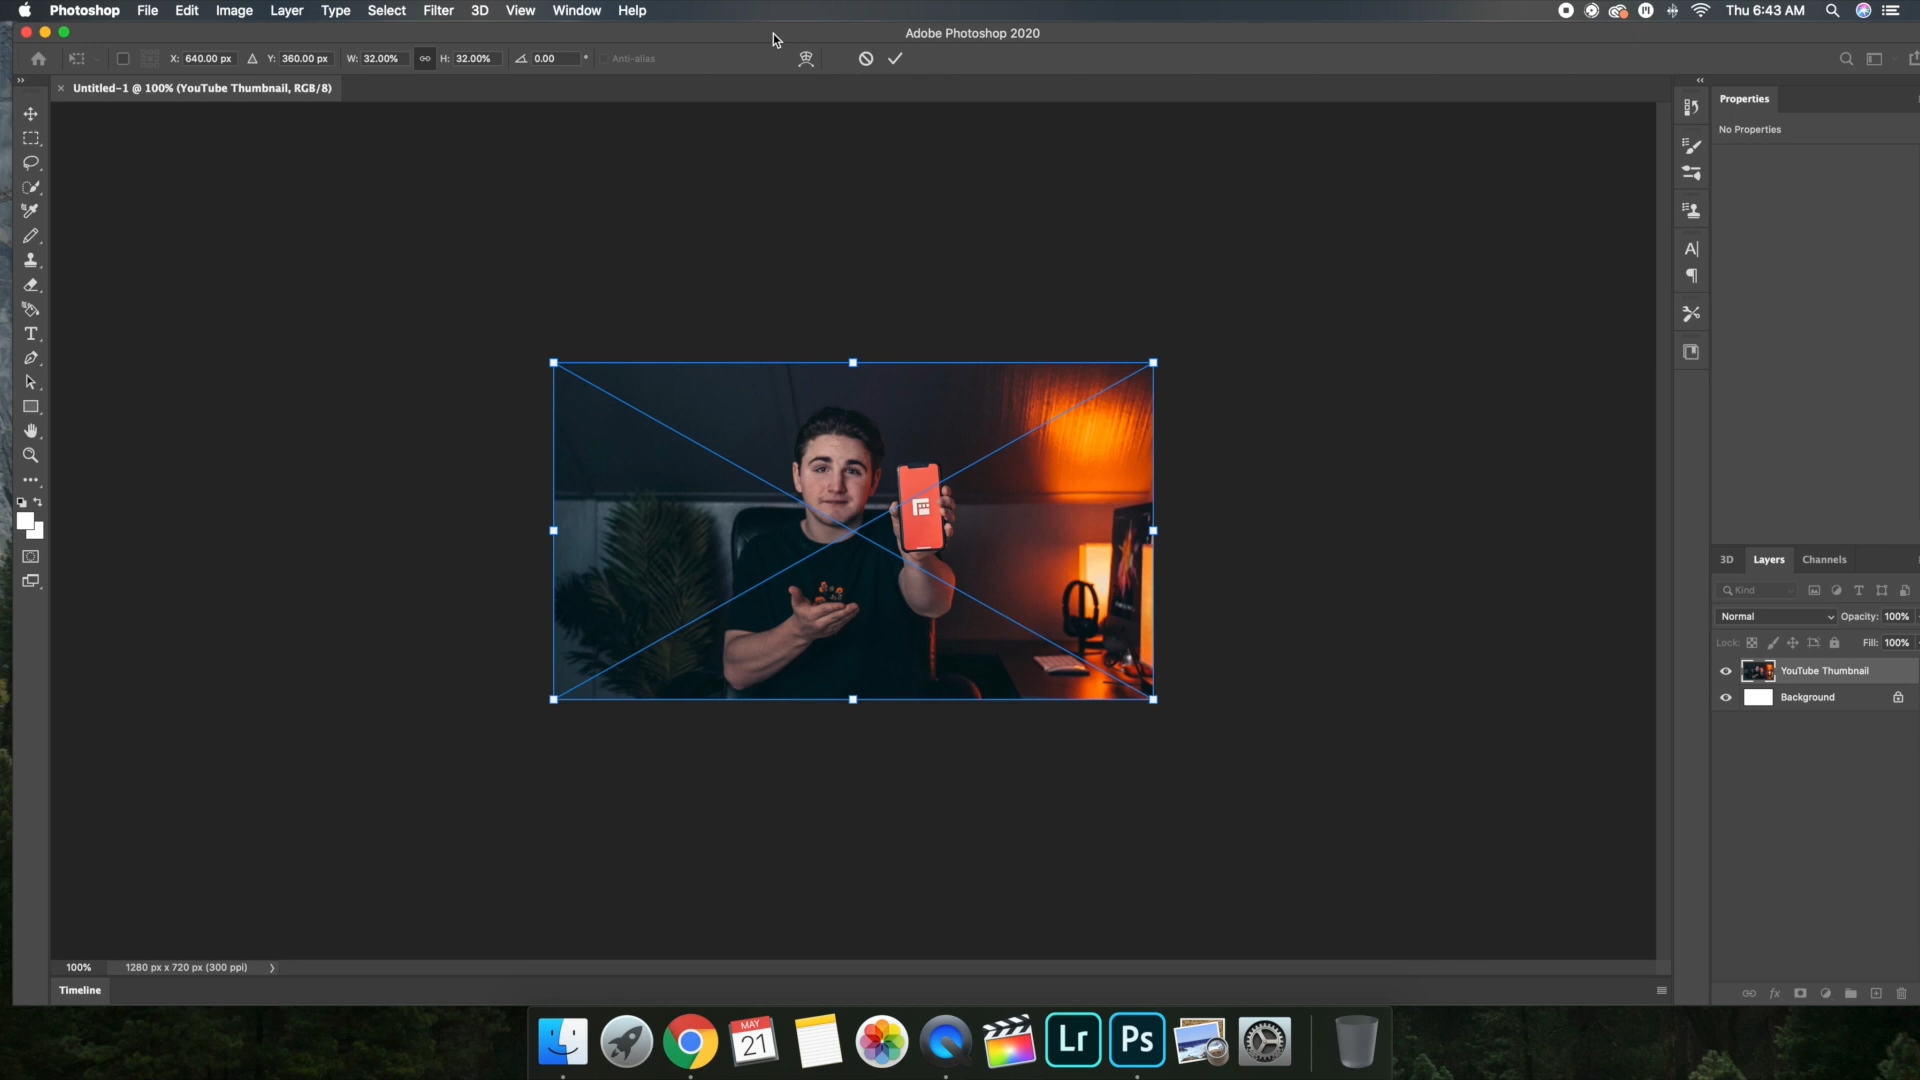 Photoshop File Edit Image Layer Type Select Filter 3D View Window Help Thu 6:43 AM
Adobe Photoshop 2020
X: 640.00 px Y: 360.00 px W: 32.00% H: 32.00% 0.00 ° Anti-alias
× Untitled-1 @ 100% (YouTube Thumbnail, RGB/8)
Properties
No Properties
3D Layers Channels
Kind
Normal Opacity: 100%
Lock: Fill: 100%
YouTube Thumbnail
Background
fx
100% 1280 px x 720 px (300 ppi)
Timeline
MAY
21
Lr
Ps